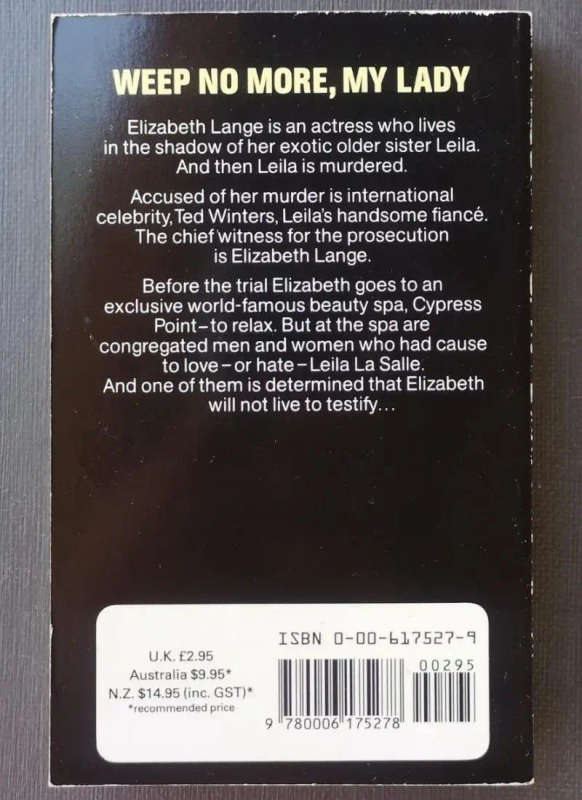 WEEP NO MORE, MY LADY
Elizabeth Lange is an actress who lives
in the shadow of her exotic older sister Leila.
And then Leila is murdered.
Accused of her murder is international
celebrity, Ted Winters, Leila's handsome fiancé.
The chief witness for the prosecution
is Elizabeth Lange.
Before the trial Elizabeth goes to an
exclusive world-famous beauty spa, Cypress
Point–to relax. But at the spa are
congregated men and women who had cause
to love – or hate – Leila La Salle.
And one of them is determined that Elizabeth
will not live to testify...
U.K. £2.95
Australia $9.95*
N.Z. $14.95 (inc. GST)*
*recommended price
ISBN 0-00-617527-9
00295
9 780006 175278